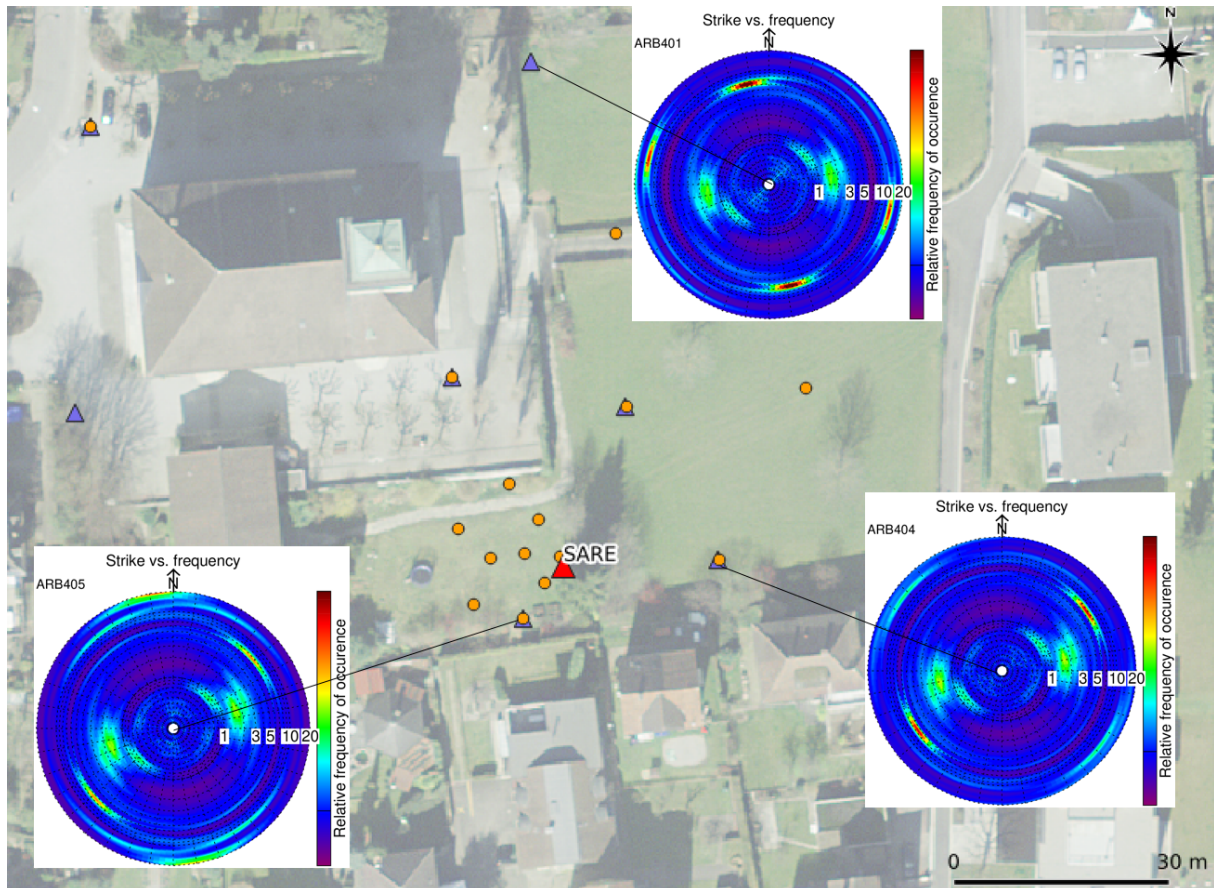 Strike vs. frequency
N
ARB401
1 3 5 10 20
Relative frequency of occurence
N
SARE
Strike vs. frequency
N
ARB404
1 3 5 10 20
Relative frequency of occurence
Strike vs. frequency
N
ARB405
1 3 5 10 20
Relative frequency of occurence
0 30 m